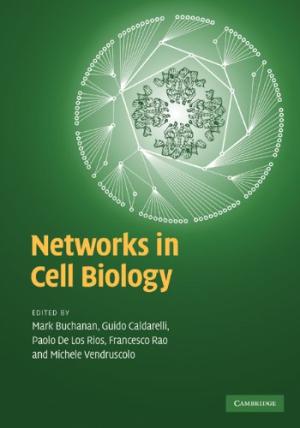 Networks in
Cell Biology
EDITED BY
Mark Buchanan, Guido Caldarelli,
Paolo De Los Rios, Francesco Rao
and Michele Vendruscolo
CAMBRIDGE